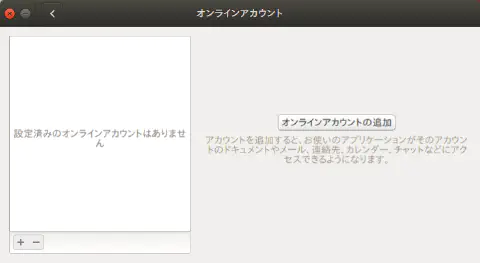 オンラインアカウント
設定済みのオンラインアカウントはありませ
ん
オンラインアカウントの追加
アカウントを追加すると、お使いのアプリケーションがそのアカウン
トのドキュメントやメール、連絡先、カレンダー、チャットなどにアク
セスできるようになります。